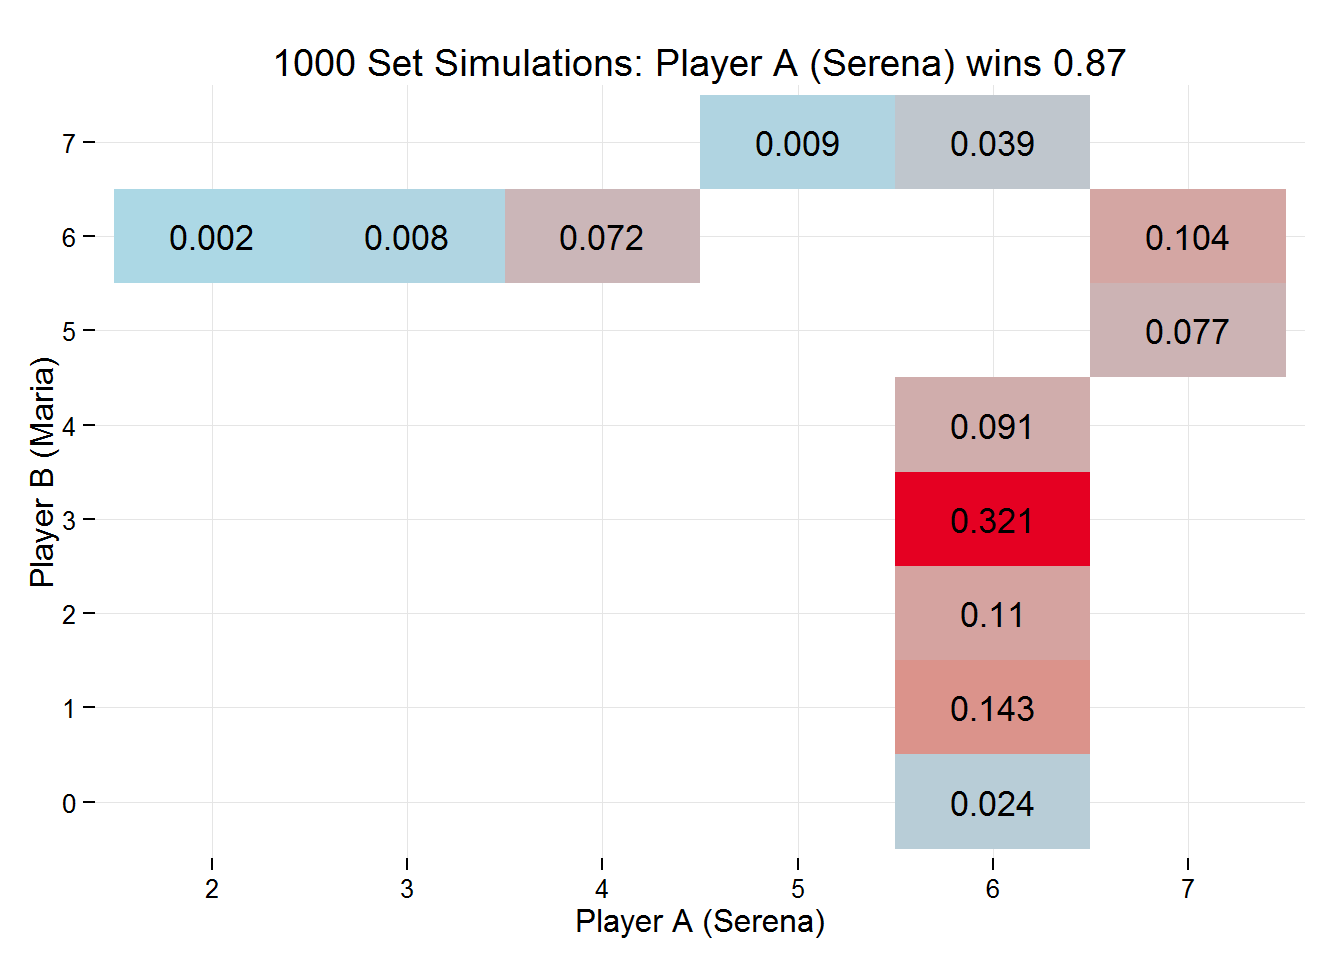 1000 Set Simulations: Player A (Serena) wins 0.87
7 0.009 0.039
6 0.002 0.008 0.072 0.104
5 0.077
4 0.091
3 0.321
2 0.11
1 0.143
0 0.024
Player B (Maria)
2 3 4 5 6 7
Player A (Serena)